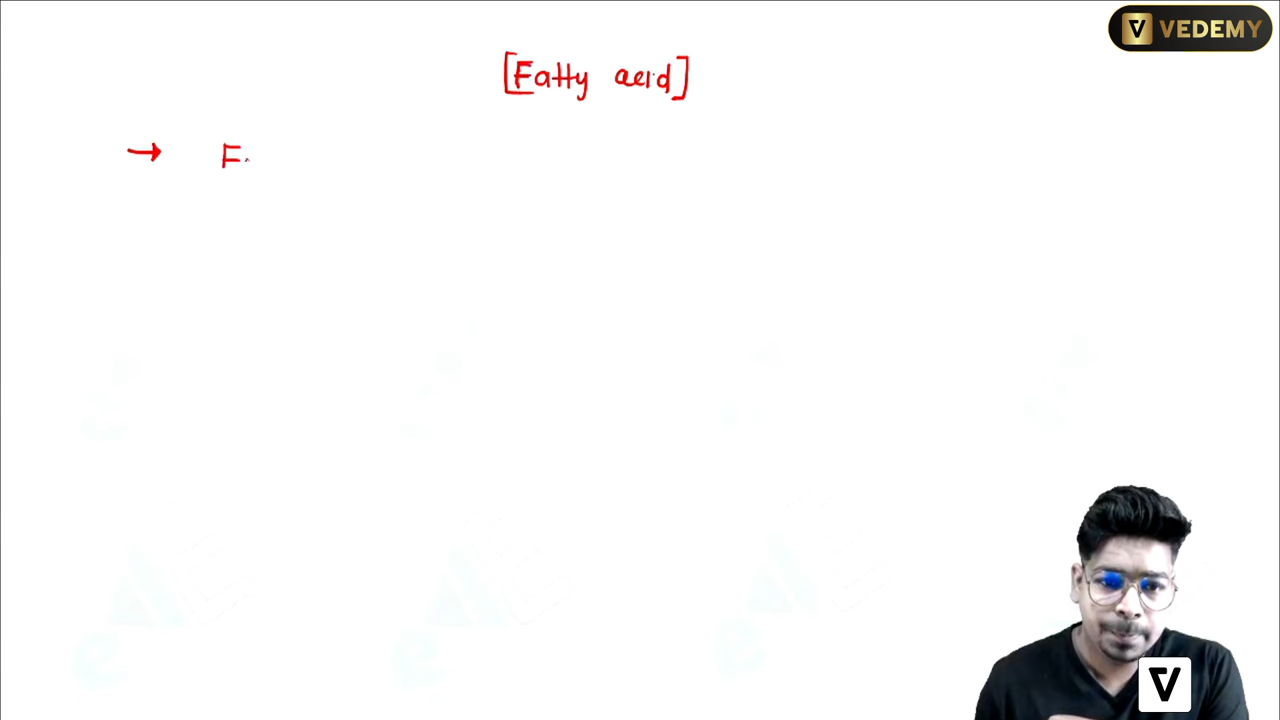 VEDEMY
[Fatty acid]
→ F